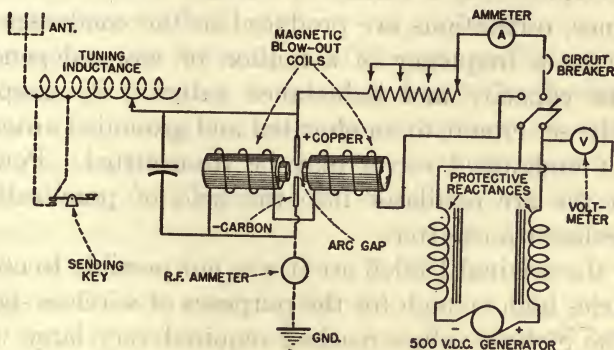 ANT.
TUNING
INDUCTANCE
MAGNETIC
BLOW-OUT
COILS
AMMETER
A
CIRCUIT
BREAKER
+COPPER
V
VOLT-
METER
PROTECTIVE
REACTANCES
-CARBON
ARC GAP
SENDING
KEY
R.F. AMMETER
GND.
- +
500 V.D.C. GENERATOR